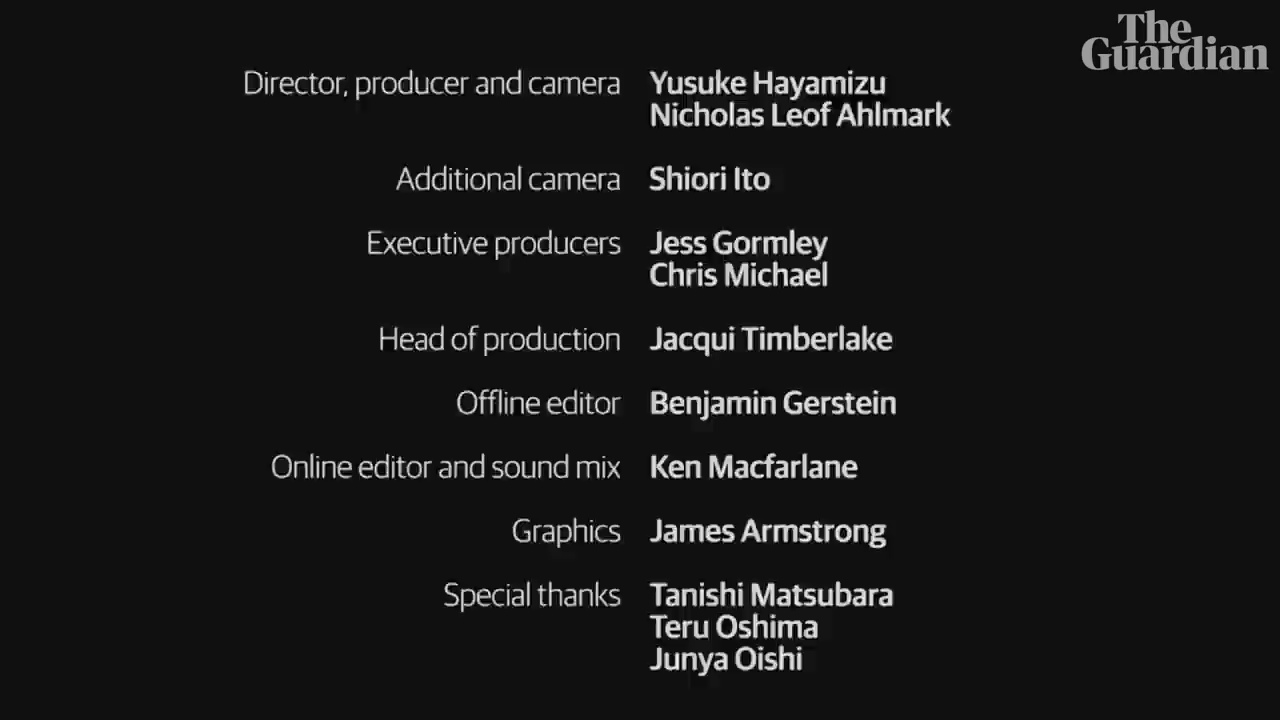 The
Guardian
Director, producer and camera Yusuke Hayamizu
Nicholas Leof Ahlmark
Additional camera Shiori Ito
Executive producers Jess Gormley
Chris Michael
Head of production Jacqui Timberlake
Offline editor Benjamin Gerstein
Online editor and sound mix Ken Macfarlane
Graphics James Armstrong
Special thanks Tanishi Matsubara
Teru Oshima
Junya Oishi